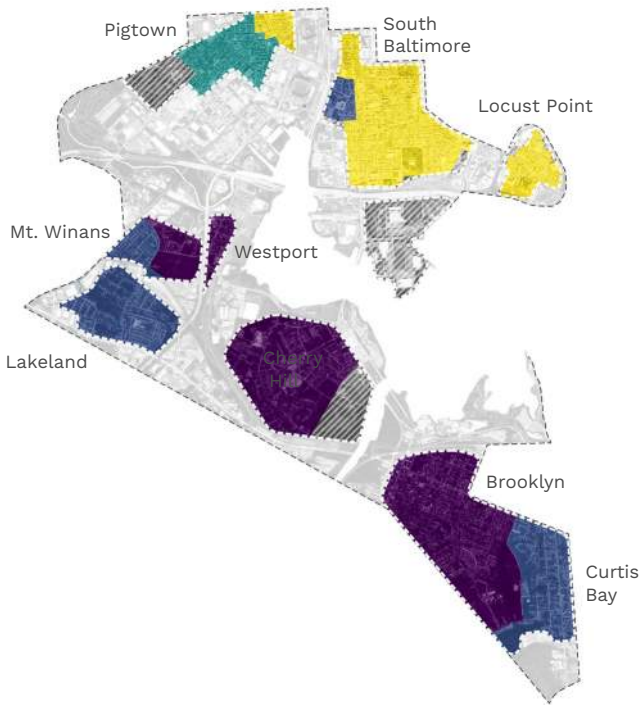 Pigtown
South
Baltimore
Locust Point
Mt. Winans
Westport
Lakeland
Cherry
Hill
Brooklyn
Curtis
Bay